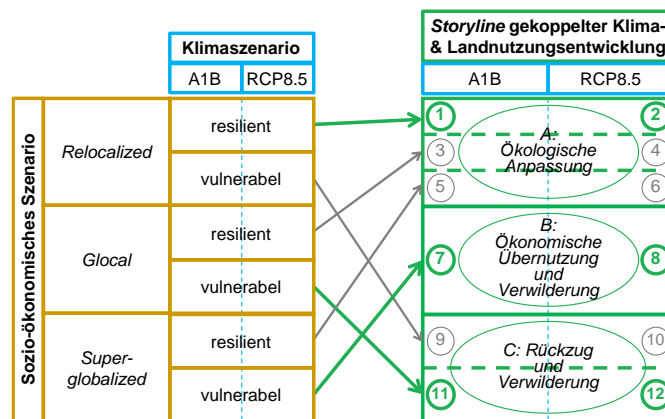 Klimaszenario
A1B
RCP8.5
Storyline gekoppelter Klima-
& Landnutzungsentwicklung
A1B
RCP8.5
Sozio-ökonomisches Szenario
Relocalized
resilient
vulnerabel
Glocal
resilient
vulnerabel
Super-
globalized
resilient
vulnerabel
1
2
3
4
5
6
A:
Ökologische
Anpassung
7
8
B:
Ökonomische
Übernutzung
und
Verwilderung
9
10
C: Rückzug
und
Verwilderung
11
12